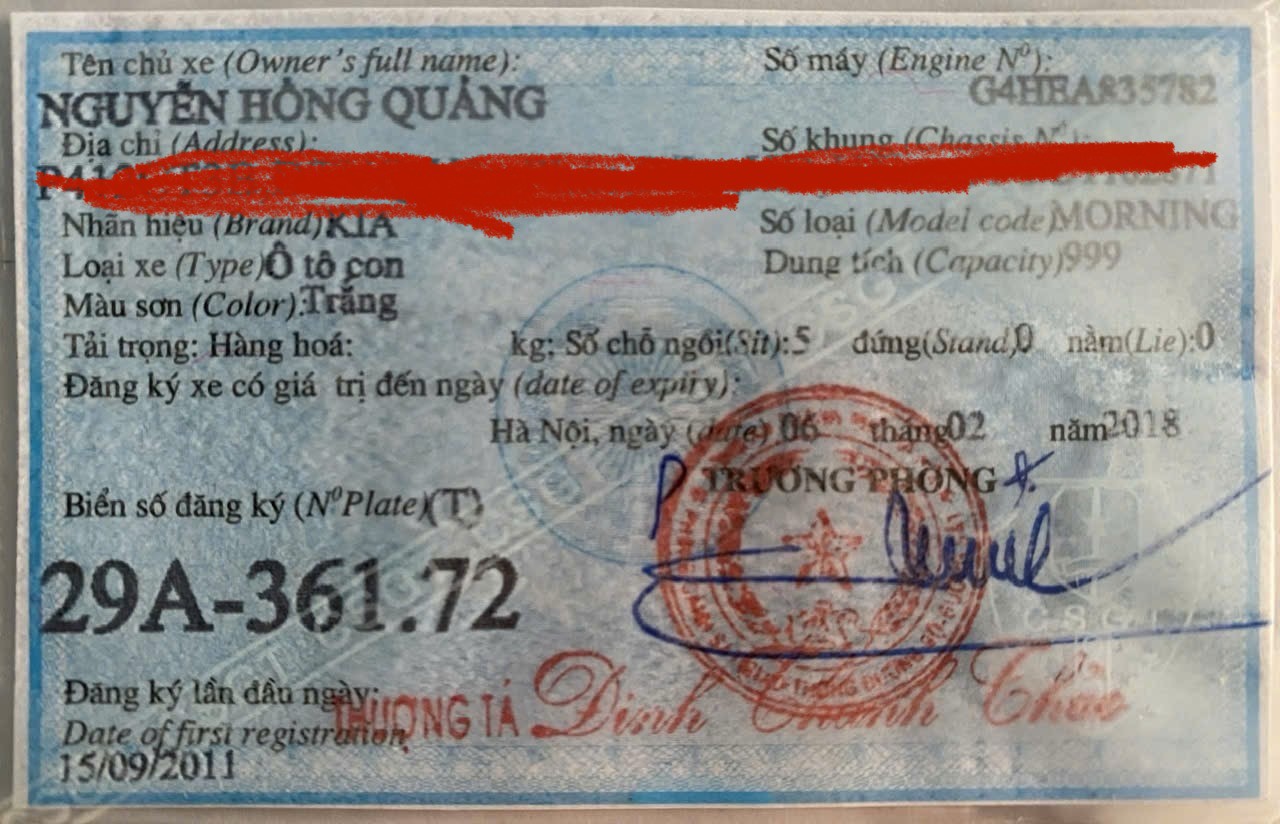 Tên chủ xe (Owner's full name):
NGUYỄN HỒNG QUẢNG
Số máy (Engine Nº):
G4HEA835782
Địa chỉ (Address):
Số khung (Chassis Nº):
Nhãn hiệu (Brand) KIA
Số loại (Model code) MORNING
Loại xe (Type) Ô tô con
Dung tích (Capacity) 999
Màu sơn (Color): Trắng
Tải trọng: Hàng hoá: kg; Số chỗ ngồi(Sit): 5 đứng(Stand) 0 nằm(Lie): 0
Đăng ký xe có giá trị đến ngày (date of expiry):
Hà Nội, ngày (date) 06 tháng 02 năm 2018
TRƯỞNG PHÒNG
Biển số đăng ký (NºPlate) (T)
29A-361.72
Đăng ký lần đầu ngày:
Date of first registration
15/09/2011
THƯỢNG TÁ Đinh Thanh Thảo
C.S.G.T